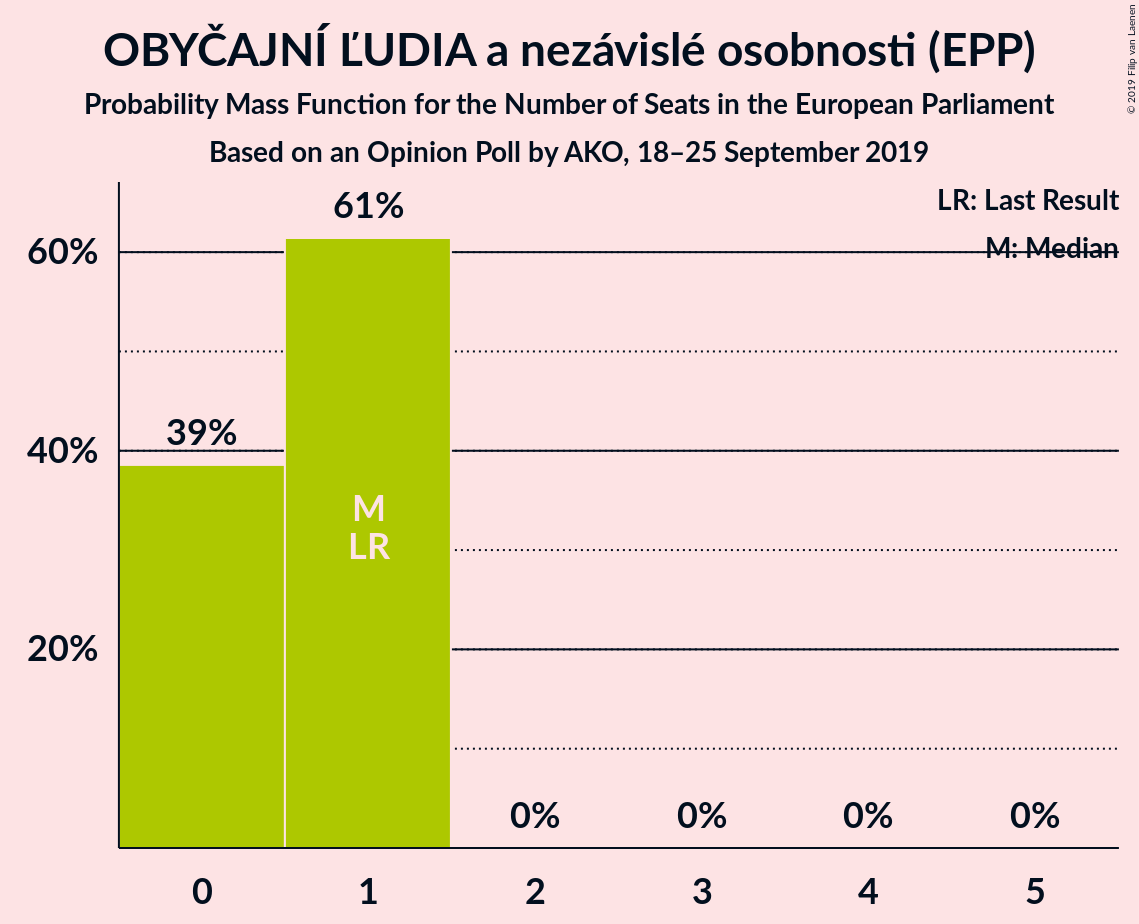 OBYČAJNÍ ĽUDIA a nezávislé osobnosti (EPP)
Probability Mass Function for the Number of Seats in the European Parliament
Based on an Opinion Poll by AKO, 18–25 September 2019
© 2019 Filip van Laenen
LR: Last Result
M: Median
61%
60%
39%
40%
M
LR
20%
0% 0% 0% 0%
0 1 2 3 4 5